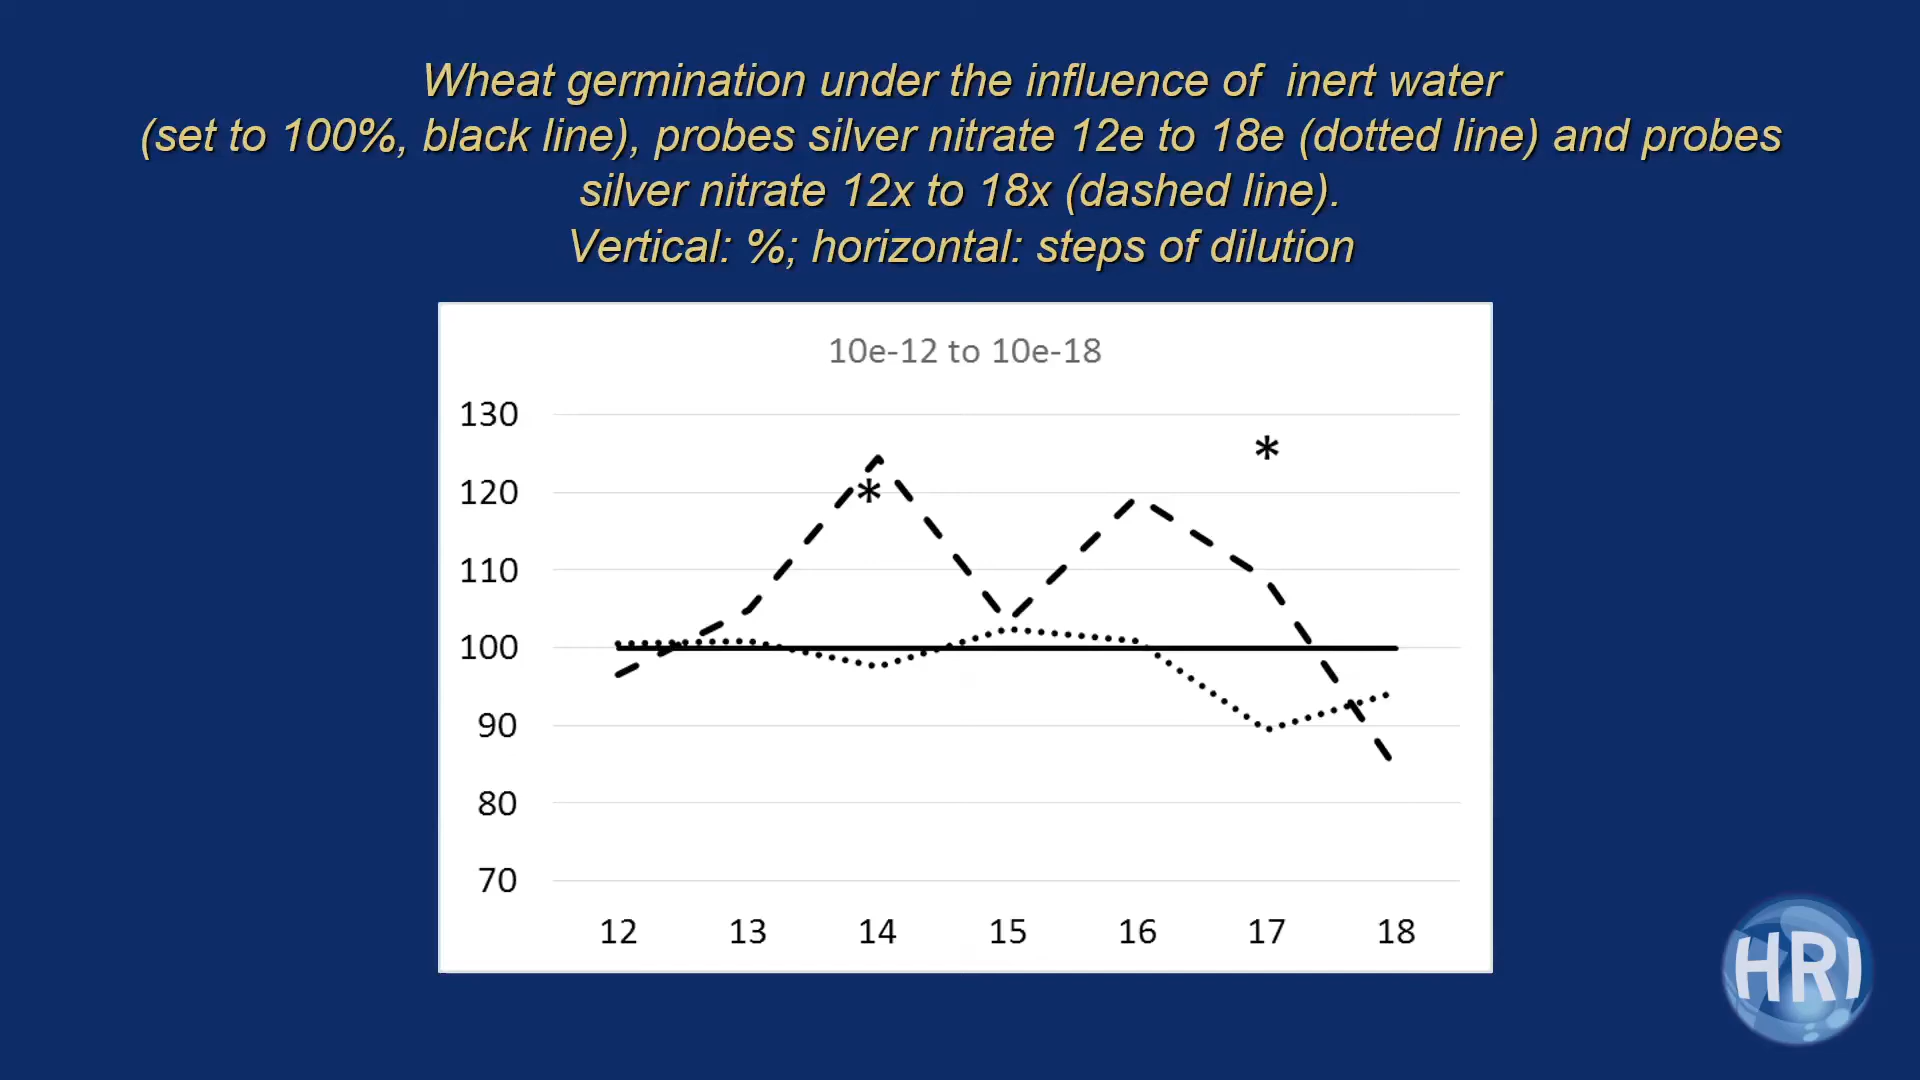 Wheat germination under the influence of inert water
(set to 100%, black line), probes silver nitrate 12e to 18e (dotted line) and probes
silver nitrate 12x to 18x (dashed line).
Vertical: %; horizontal: steps of dilution
10e-12 to 10e-18
130
120
110
100
90
80
70
*
*
12 13 14 15 16 17 18
HRI